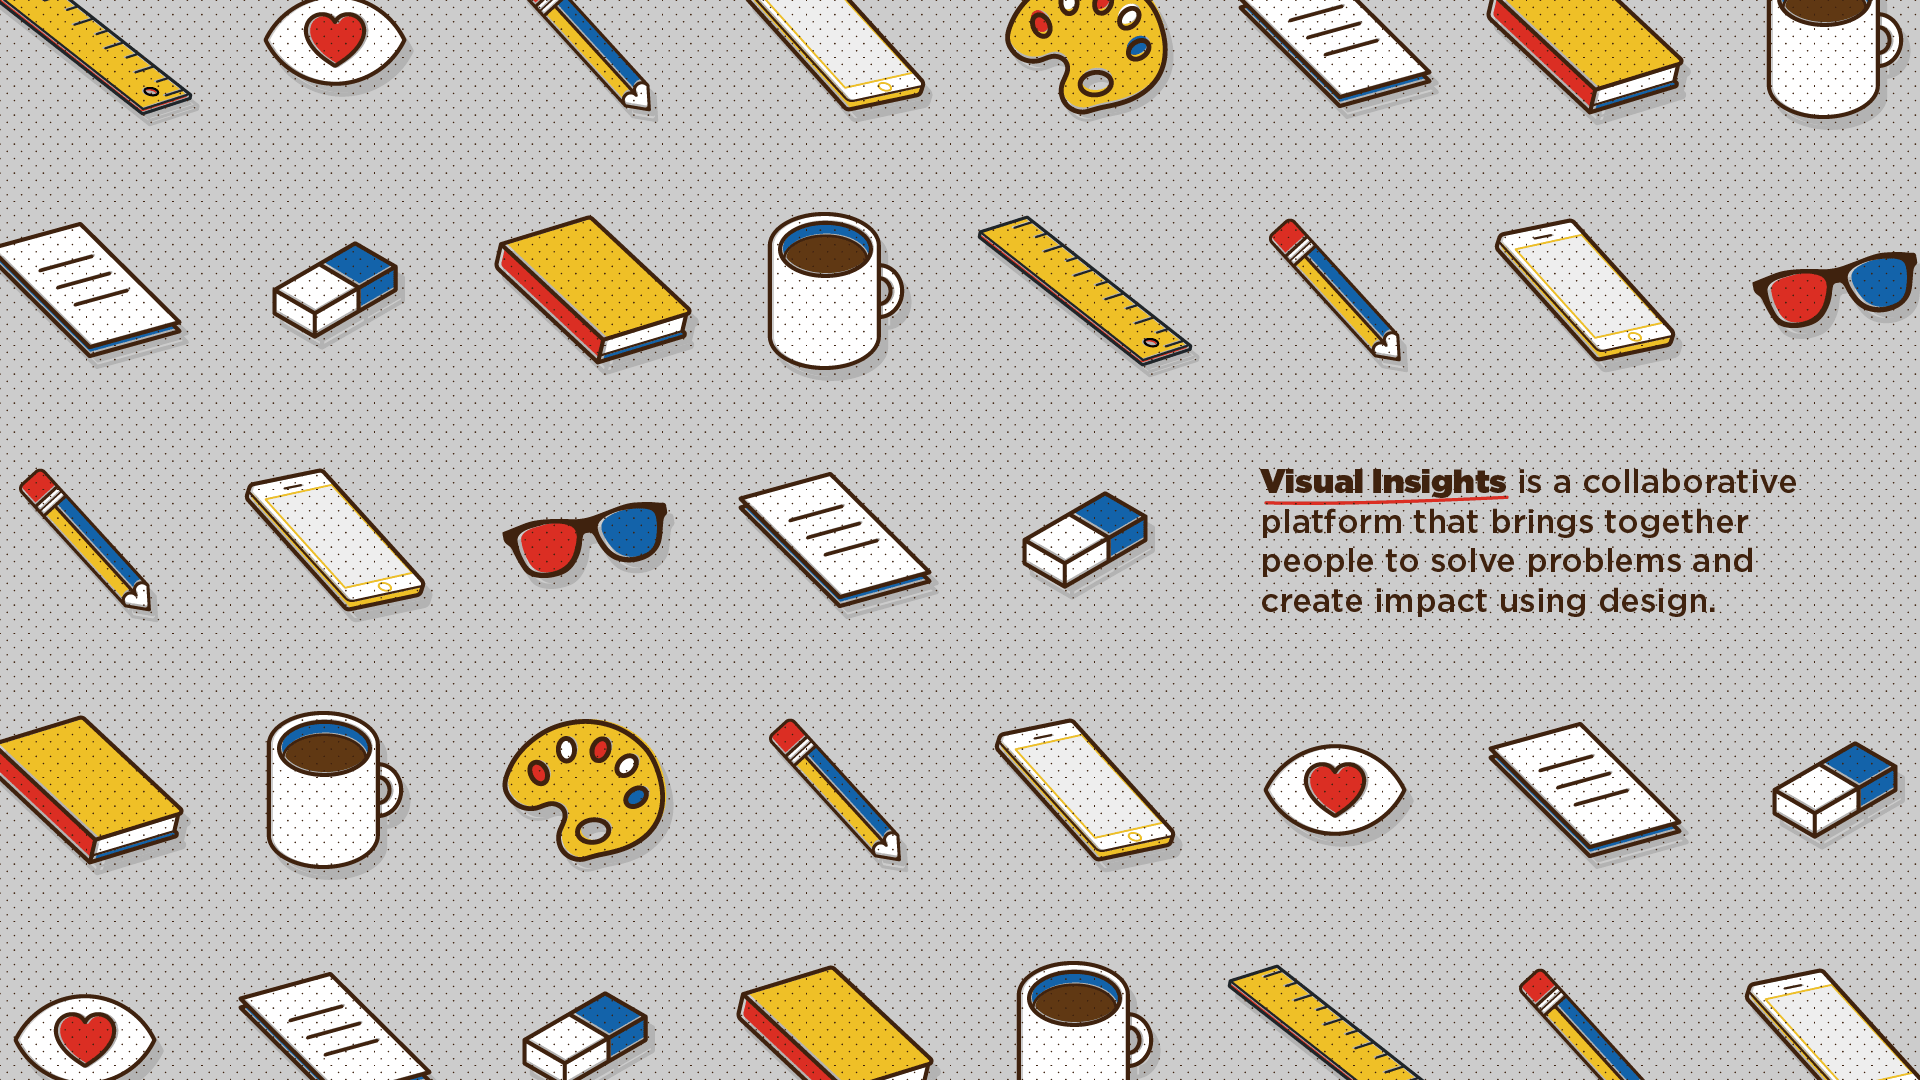 Visual Insights is a collaborative
platform that brings together
people to solve problems and
create impact using design.